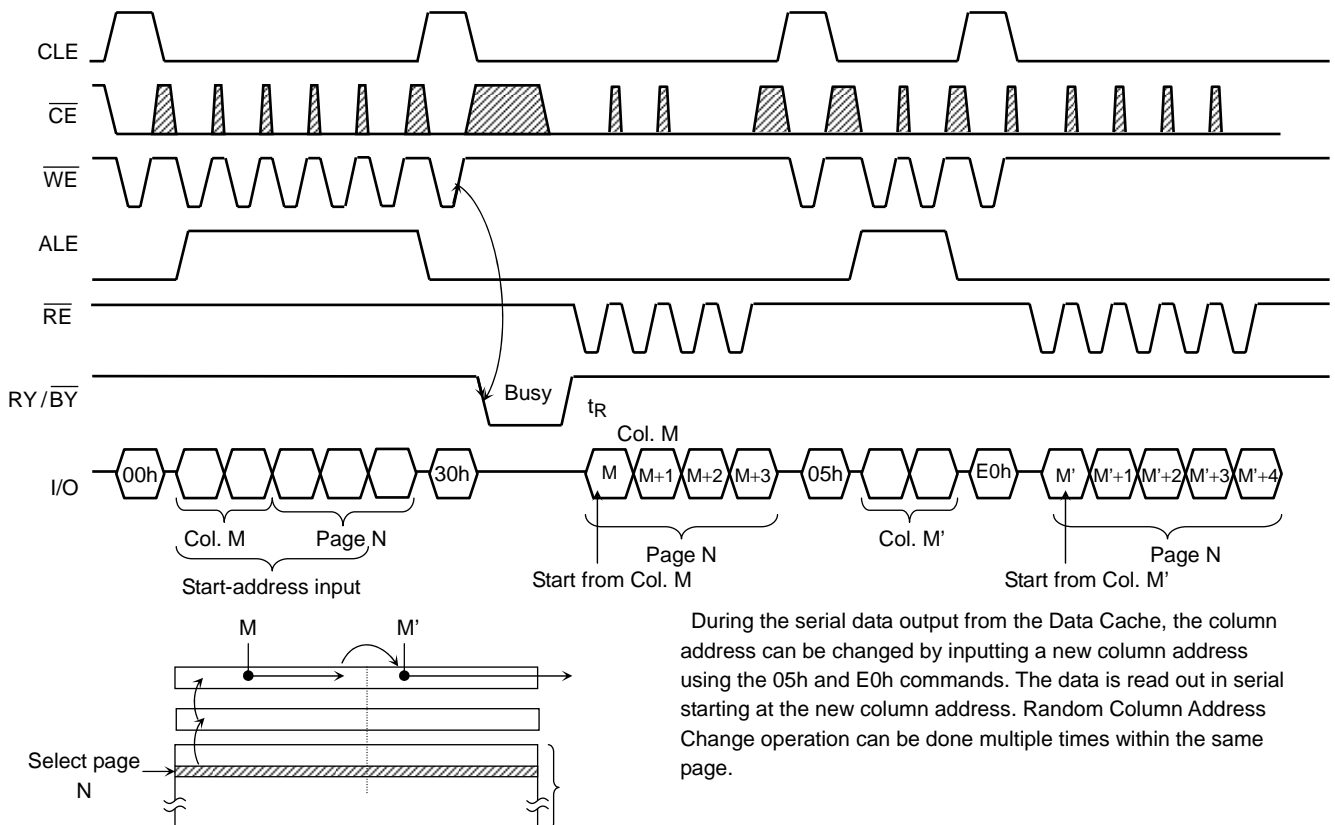 CLE
CE
WE
ALE
RE
RY/BY
Busy
tR
Col. M
I/O
00h
30h
M
M+1
M+2
M+3
05h
E0h
M'
M'+1
M'+2
M'+3
M'+4
Col. M
Page N
Page N
Col. M'
Page N
Start-address input
Start from Col. M
Start from Col. M'
M
M'
Select page
N
During the serial data output from the Data Cache, the column
address can be changed by inputting a new column address
using the 05h and E0h commands. The data is read out in serial
starting at the new column address. Random Column Address
Change operation can be done multiple times within the same
page.